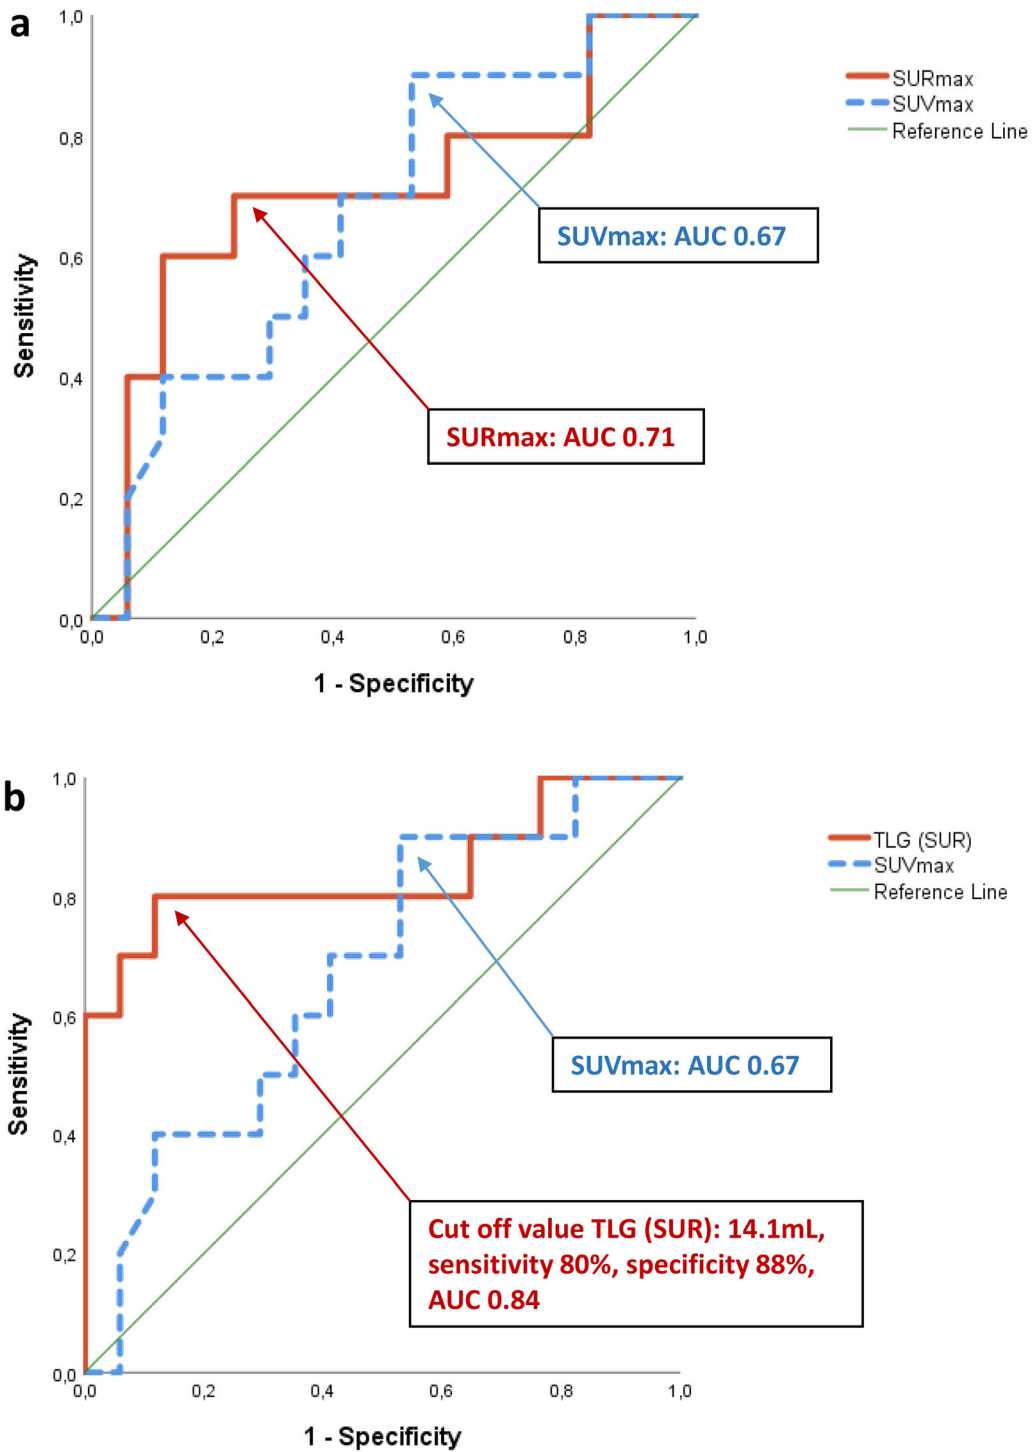 a
1,0
0,8
0,6
0,4
0,2
0,0
Sensitivity
0,0 0,2 0,4 0,6 0,8 1,0
1 - Specificity
SURmax
SUVmax
Reference Line
SUVmax: AUC 0.67
SURmax: AUC 0.71
b
1,0
0,8
0,6
0,4
0,2
0,0
Sensitivity
0,0 0,2 0,4 0,6 0,8 1,0
1 - Specificity
TLG (SUR)
SUVmax
Reference Line
SUVmax: AUC 0.67
Cut off value TLG (SUR): 14.1mL,
sensitivity 80%, specificity 88%,
AUC 0.84